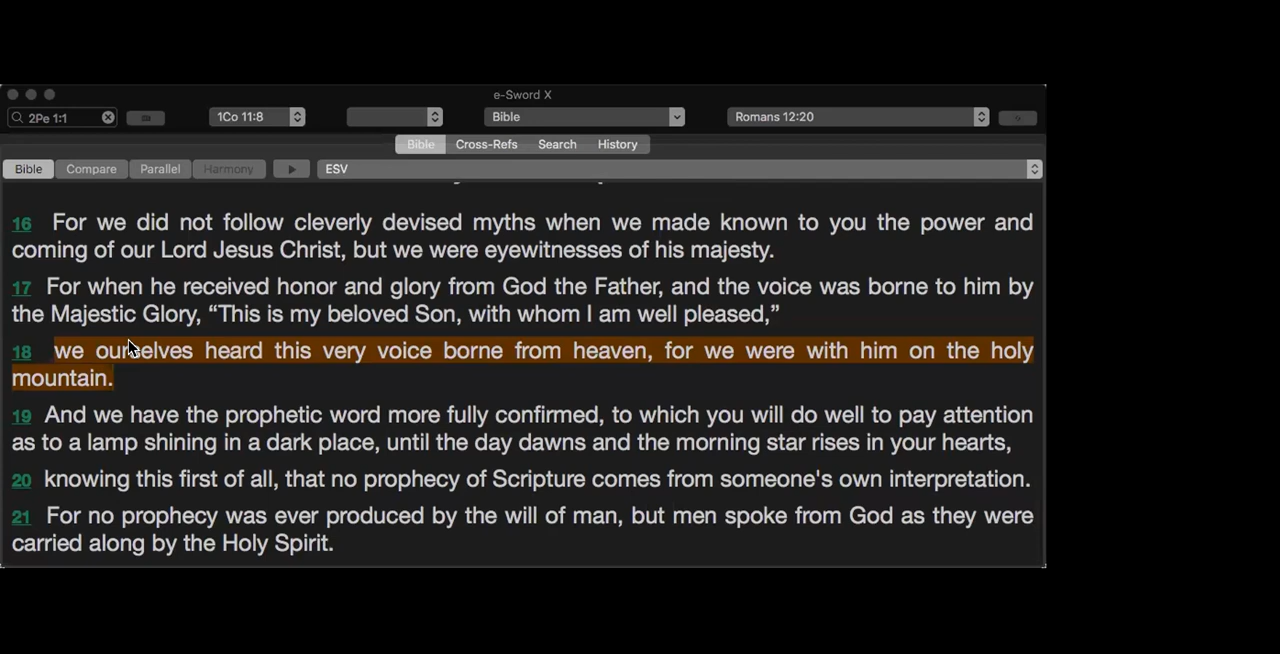 e-Sword X
2Pe 1:1
1Co 11:8
Bible
Romans 12:20
Bible Cross-Refs Search History
Bible Compare Parallel Harmony
ESV
16 For we did not follow cleverly devised myths when we made known to you the power and
coming of our Lord Jesus Christ, but we were eyewitnesses of his majesty.
17 For when he received honor and glory from God the Father, and the voice was borne to him by
the Majestic Glory, “This is my beloved Son, with whom I am well pleased,”
18 we ourselves heard this very voice borne from heaven, for we were with him on the holy
mountain.
19 And we have the prophetic word more fully confirmed, to which you will do well to pay attention
as to a lamp shining in a dark place, until the day dawns and the morning star rises in your hearts,
20 knowing this first of all, that no prophecy of Scripture comes from someone's own interpretation.
21 For no prophecy was ever produced by the will of man, but men spoke from God as they were
carried along by the Holy Spirit.